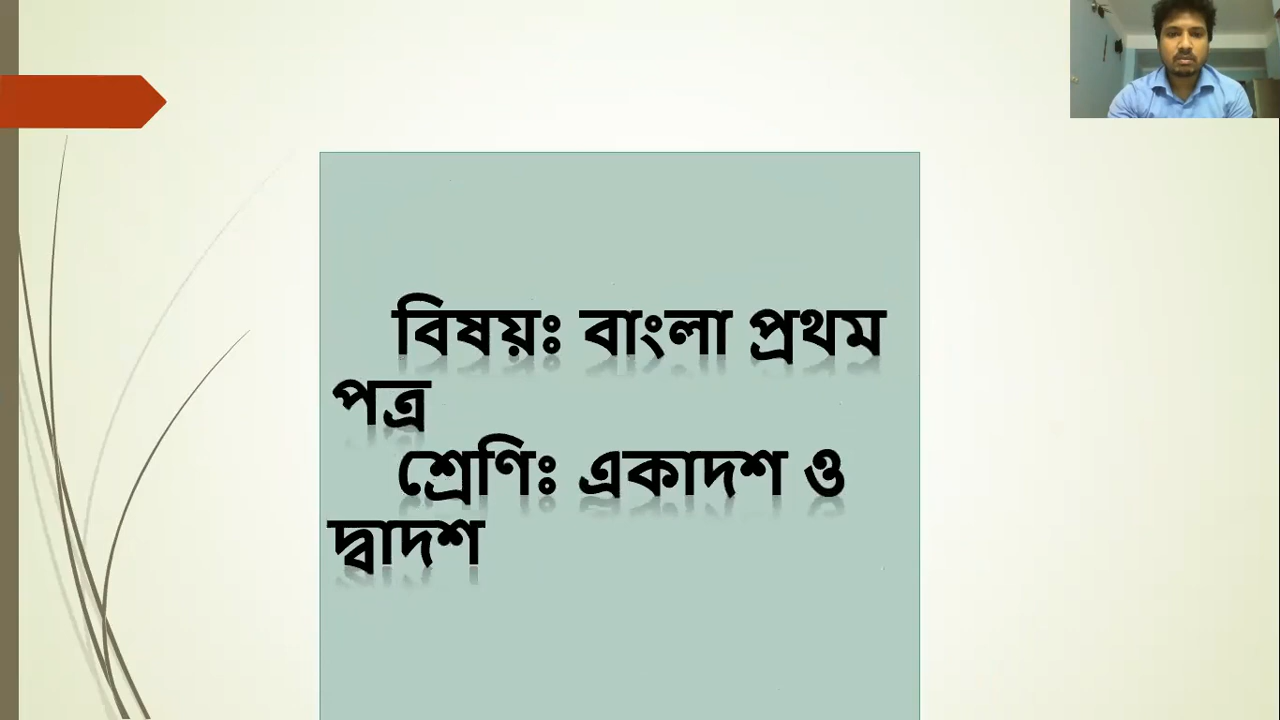 বিষয়ঃ বাংলা প্রথম
পত্র
শ্রেণিঃ একাদশ ও
দ্বাদশ